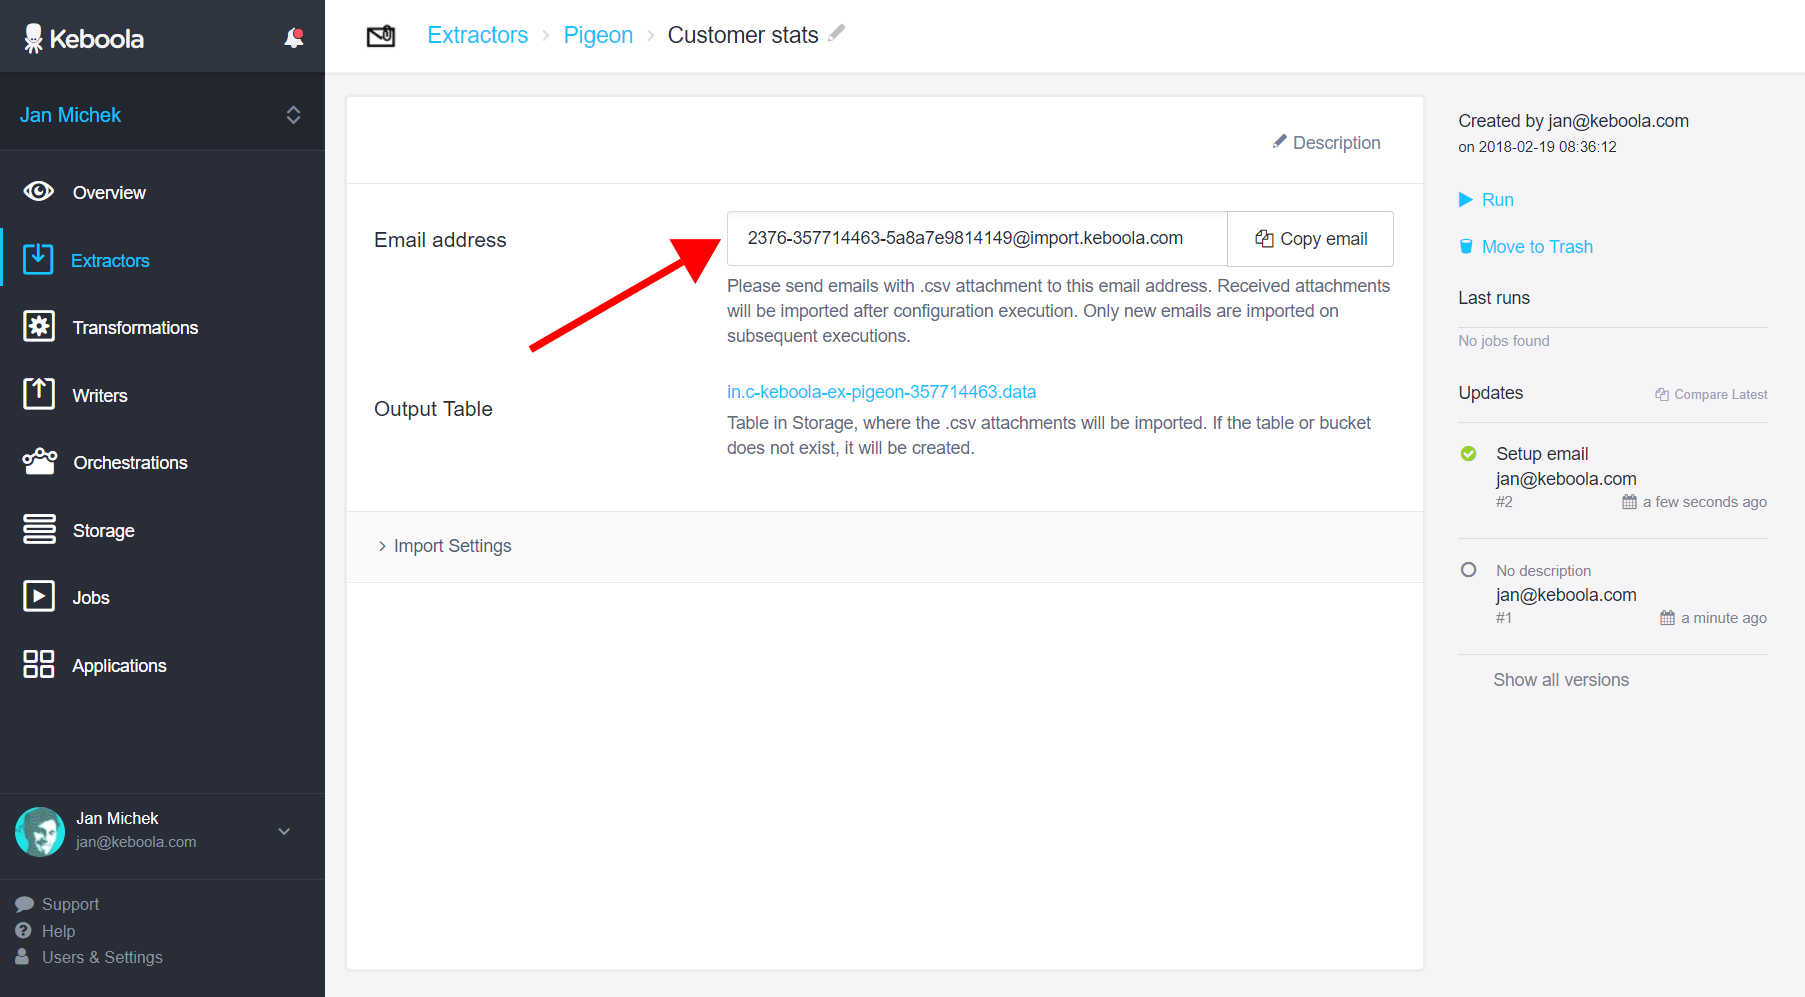 Keboola
Jan Michek
Overview
Extractors
Transformations
Writers
Orchestrations
Storage
Jobs
Applications
Jan Michek
jan@keboola.com
Support
Help
Users & Settings
Extractors › Pigeon › Customer stats
Description
Email address
2376-357714463-5a8a7e9814149@import.keboola.com
Copy email
Please send emails with .csv attachment to this email address. Received attachments
will be imported after configuration execution. Only new emails are imported on
subsequent executions.
Output Table
in.c-keboola-ex-pigeon-357714463.data
Table in Storage, where the .csv attachments will be imported. If the table or bucket
does not exist, it will be created.
Import Settings
Created by jan@keboola.com
on 2018-02-19 08:36:12
Run
Move to Trash
Last runs
No jobs found
Updates
Compare Latest
Setup email
jan@keboola.com
#2
a few seconds ago
No description
jan@keboola.com
#1
a minute ago
Show all versions